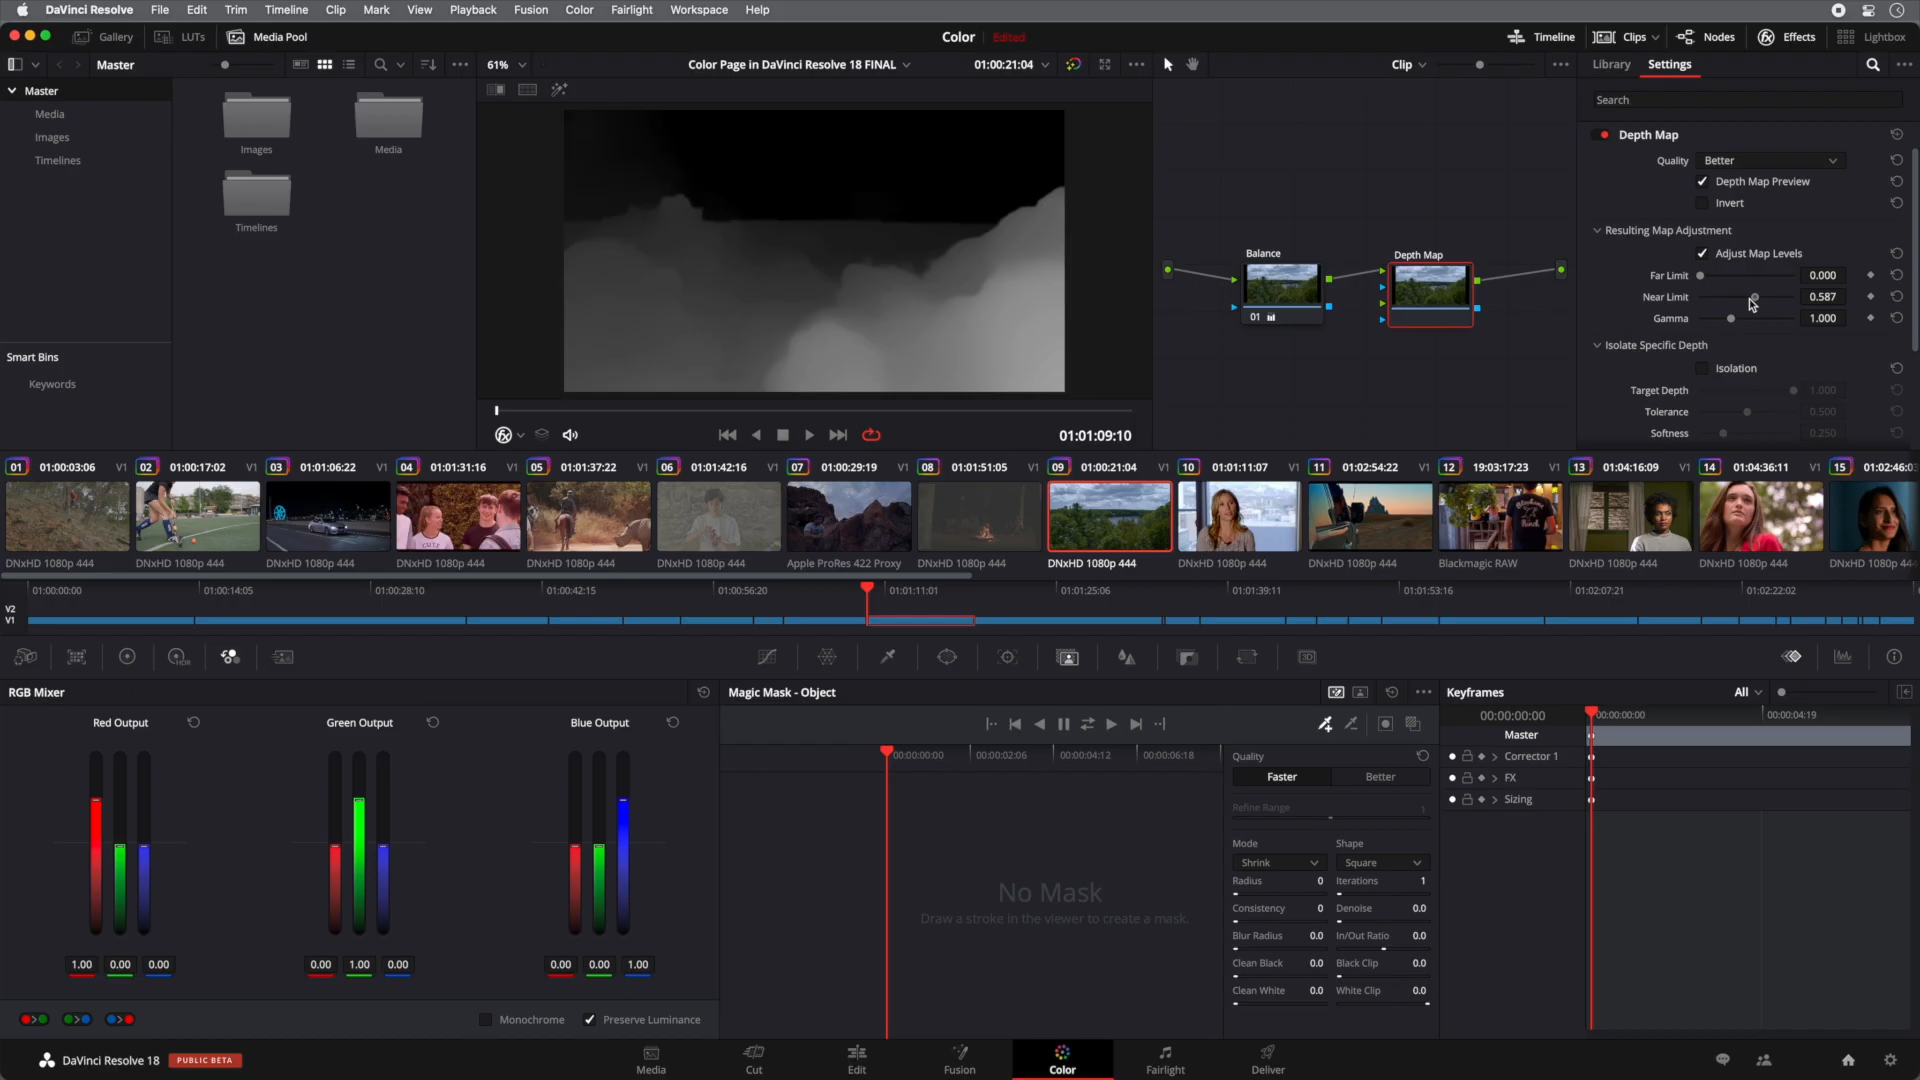 DaVinci Resolve File Edit Trim Timeline Clip Mark View Playback Fusion Color Fairlight Workspace Help
Gallery LUTs Media Pool Color Edited Timeline Clips Nodes Effects Lightbox
Master 61% Color Page in DaVinci Resolve 18 FINAL 01:00:21:04 Clip Library Settings
Search
Master
Media
Images
Timelines
Images Media
Timelines
Smart Bins
Keywords
01:01:09:10
Balance
01
Depth Map
Depth Map
Quality Better
Depth Map Preview
Invert
Resulting Map Adjustment
Adjust Map Levels
Far Limit 0.000
Near Limit 0.587
Gamma 1.000
Isolate Specific Depth
Isolation
Target Depth 1.000
Tolerance 0.500
Softness 0.250
01 01:00:03:06 V1 02 01:00:17:02 V1 03 01:01:06:22 V1 04 01:01:31:16 V1 05 01:01:37:22 V1 06 01:01:42:16 V1 07 01:00:29:19 V1 08 01:01:51:05 V1 09 01:00:21:04 V1 10 01:01:11:07 V1 11 01:02:54:22 V1 12 19:03:17:23 V1 13 01:04:16:09 V1 14 01:04:36:11 V1 15 01:02:46:0
DNxHD 1080p 444 DNxHD 1080p 444 DNxHD 1080p 444 DNxHD 1080p 444 DNxHD 1080p 444 DNxHD 1080p 444 Apple ProRes 422 Proxy DNxHD 1080p 444 DNxHD 1080p 444 DNxHD 1080p 444 DNxHD 1080p 444 Blackmagic RAW DNxHD 1080p 444 DNxHD 1080p 444 DNxHD 1080p 44
01:00:00:00 01:00:14:05 01:00:28:10 01:00:42:15 01:00:56:20 01:01:11:01 01:01:25:06 01:01:39:11 01:01:53:16 01:02:07:21 01:02:22:02
V2
V1
RGB Mixer
Red Output Green Output Blue Output
1.00 0.00 0.00 0.00 1.00 0.00 0.00 0.00 1.00
Monochrome Preserve Luminance
Magic Mask - Object
00:00:00:00 00:00:02:06 00:00:04:12 00:00:06:18
No Mask
Draw a stroke in the viewer to create a mask.
Quality
Faster Better
Refine Range 1
Mode Shape
Shrink Square
Radius 0 Iterations 1
Consistency 0 Denoise 0.0
Blur Radius 0.0 In/Out Ratio 0.0
Clean Black 0.0 Black Clip 0.0
Clean White 0.0 White Clip 0.0
Keyframes All
00:00:00:00 00:00:00:00 00:00:04:19
Master
Corrector 1
FX
Sizing
DaVinci Resolve 18 PUBLIC BETA
Media Cut Edit Fusion Color Fairlight Deliver